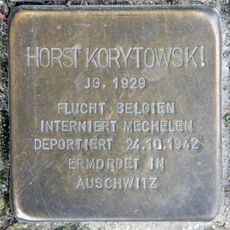 HORST KORYTOWSKI
JG. 1929
FLUCHT BELGIEN
INTERNIERT MECHELEN
DEPORTIERT 24.10.1942
ERMORDET IN
AUSCHWITZ